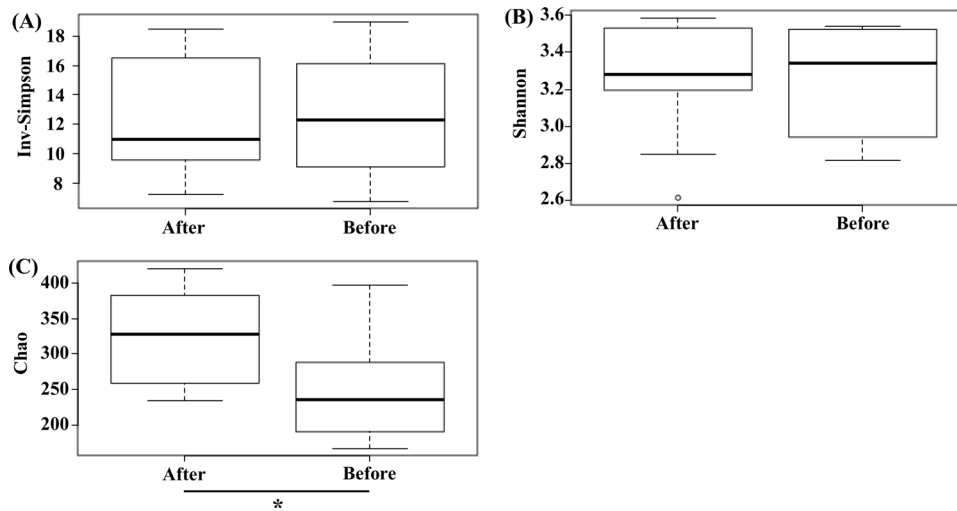 (A)
Inv-Simpson
18
16
14
12
10
8
After Before
(B)
Shannon
3.6
3.4
3.2
3.0
2.8
2.6
After Before
(C)
Chao
400
350
300
250
200
After Before
*